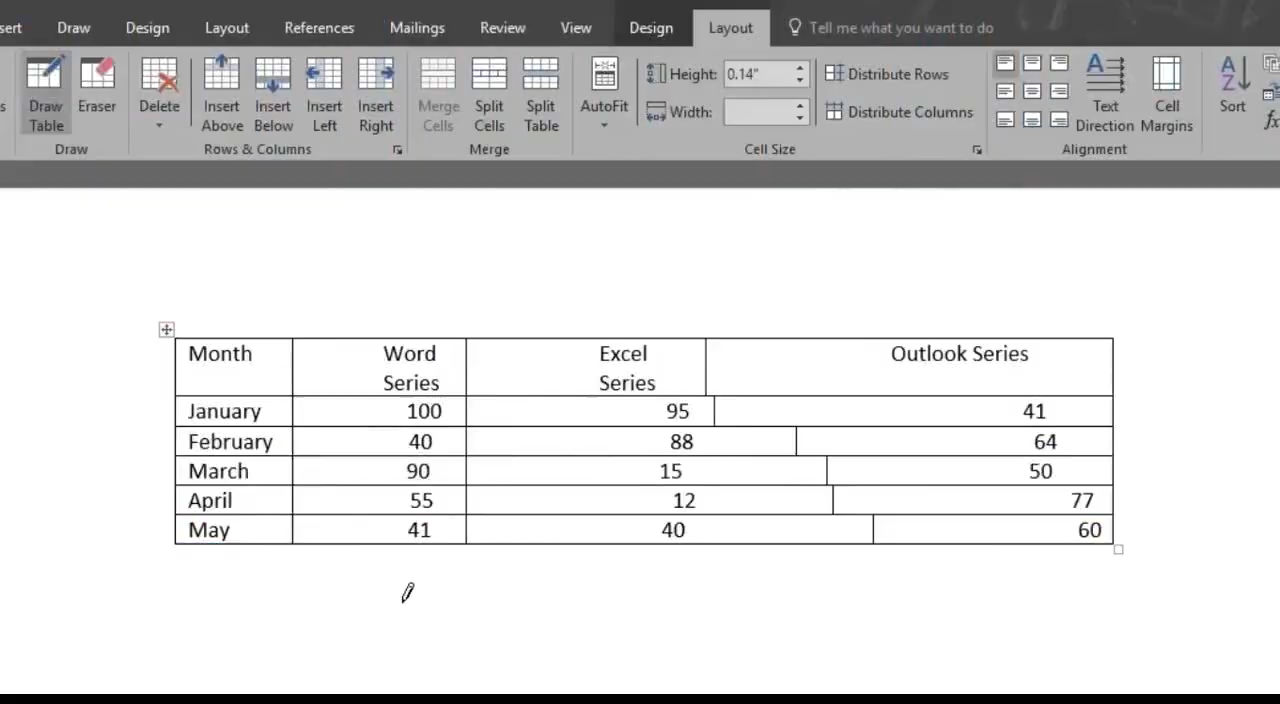 sert Draw Design Layout References Mailings Review View Design Layout Tell me what you want to do
s Draw Table Eraser Delete Insert Above Insert Below Insert Left Insert Right Merge Cells Split Cells Split Table AutoFit Height: 0.14" Distribute Rows
Width: Distribute Columns
Text Direction Cell Margins Sort fx
Draw Rows & Columns Merge Cell Size Alignment
Month Word Series Excel Series Outlook Series
January 100 95 41
February 40 88 64
March 90 15 50
April 55 12 77
May 41 40 60